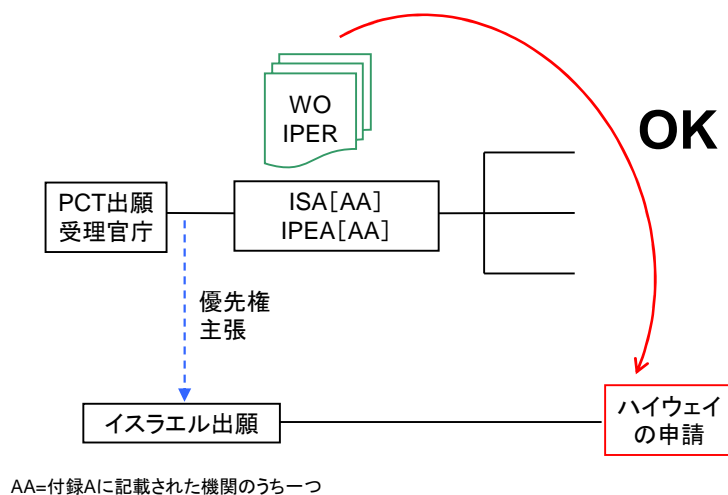 WO
IPER
OK
PCT出願
受理官庁
ISA[AA]
IPEA[AA]
優先権
主張
イスラエル出願
ハイウェイ
の申請
AA=付録Aに記載された機関のうち一つ